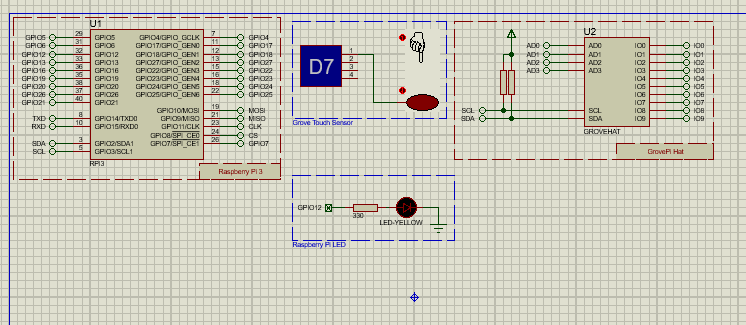 U1
GPIO5 29 GPIO5 GPIO4/GPIO_GCLK 7 GPIO4
GPIO6 31 GPIO6 GPIO17/GPIO_GEN0 11 GPIO17
GPIO12 32 GPIO12 GPIO18/GPIO_GEN1 12 GPIO18
GPIO13 33 GPIO13 GPIO27/GPIO_GEN2 13 GPIO27
GPIO16 36 GPIO16 GPIO22/GPIO_GEN3 15 GPIO22
GPIO19 35 GPIO19 GPIO23/GPIO_GEN4 16 GPIO23
GPIO20 38 GPIO20 GPIO24/GPIO_GEN5 18 GPIO24
GPIO26 37 GPIO26 GPIO25/GPIO_GEN6 22 GPIO25
GPIO21 40 GPIO21
GPIO10/MOSI 19 MOSI
TXD 8 GPIO14/TXD0 GPIO9/MISO 21 MISO
RXD 10 GPIO15/RXD0 GPIO11/CLK 23 CLK
GPIO8/SPI_CE0 24 CS
SDA 3 GPIO2/SDA1 GPIO7/SPI_CE1 26 GPIO7
SCL 5 GPIO3/SCL1
RPI3
Raspberry Pi 3
D7
1
2
3
4
Grove Touch Sensor
U2
AD0 AD0 IO0 IO0
AD1 AD1 IO1 IO1
AD2 AD2 IO2 IO2
AD3 AD3 IO3 IO3
IO4 IO4
IO5 IO5
IO6 IO6
IO7 IO7
SCL SCL IO8 IO8
SDA SDA IO9 IO9
GROVEHAT
GrovePi Hat
GPIO12
330
LED-YELLOW
Raspberry Pi LED